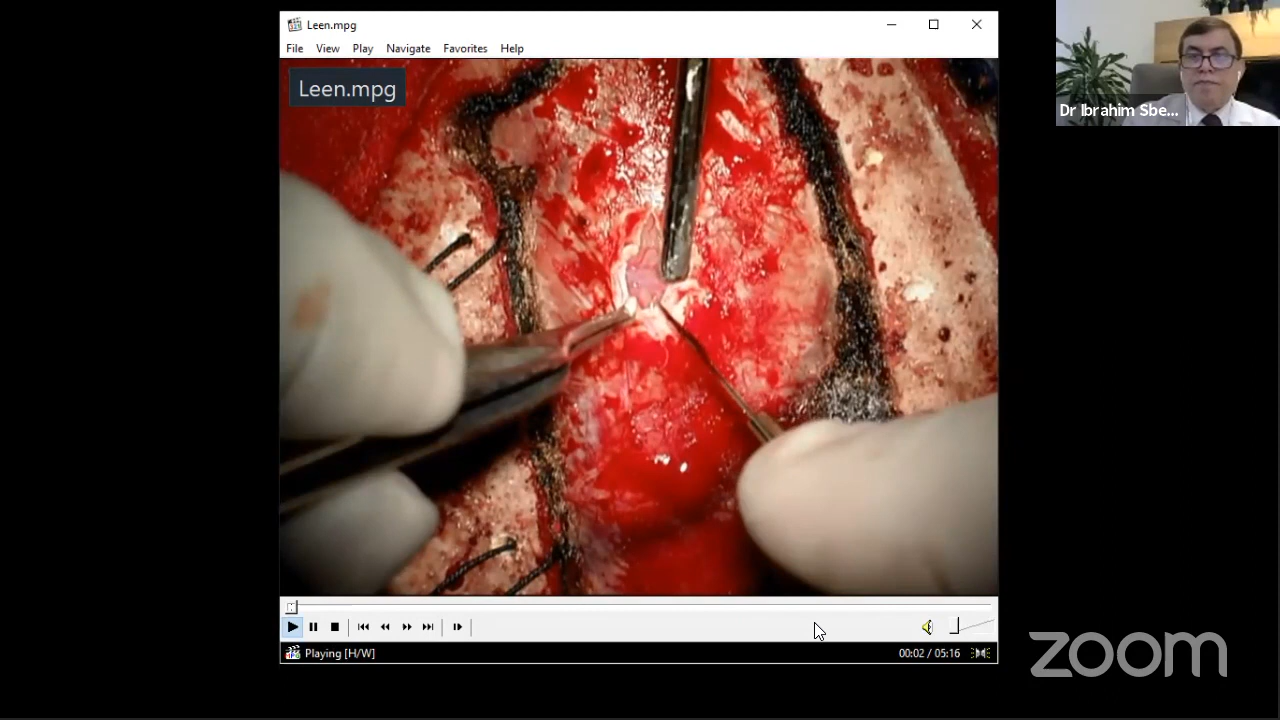 Leen.mpg
File View Play Navigate Favorites Help
Leen.mpg
Dr Ibrahim Sbe...
Playing [H/W]
00:02 / 05:16
zoom